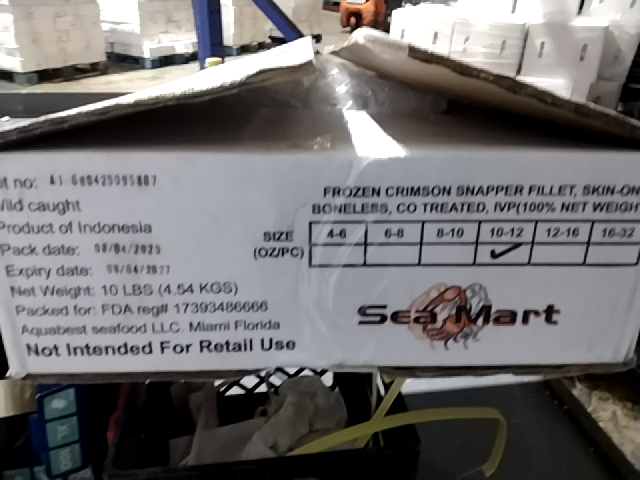 ot no:
Wild caught
Product of Indonesia
Pack date: 08/04/2025
Expiry date: 08/04/2027
Net Weight: 10 LBS (4.54 KGS)
Packed for: FDA reg# 17393486666
Aquabest seafood LLC. Miami Florida
Not Intended For Retail Use
FROZEN CRIMSON SNAPPER FILLET, SKIN-ON
BONELESS, CO TREATED, IVP(100% NET WEIGH
SIZE (OZ/PC)
4-6 6-8 8-10 10-12 12-16 16-32
Sea Mart